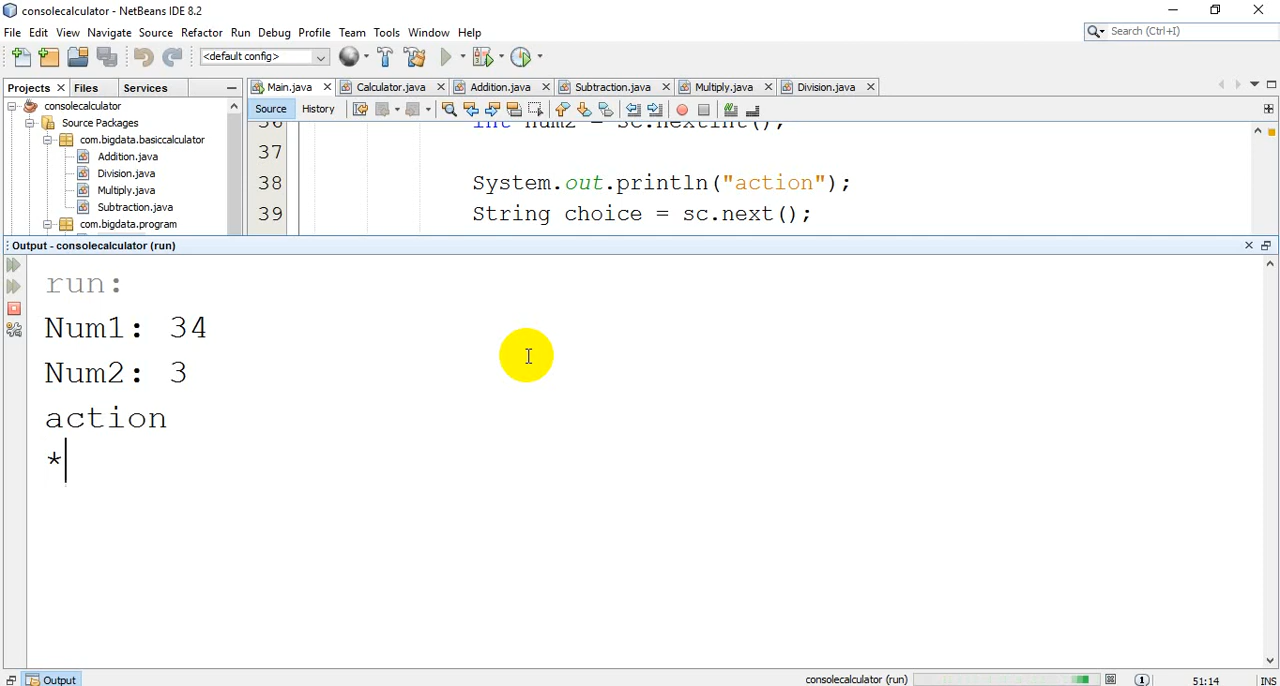 consolecalculator - NetBeans IDE 8.2
File Edit View Navigate Source Refactor Run Debug Profile Team Tools Window Help
Search (Ctrl+I)
<default config>
Projects Files Services
Main.java Calculator.java Addition.java Subtraction.java Multiply.java Division.java
Source History
consolecalculator
Source Packages
com.bigdata.basiccalculator
Addition.java
Division.java
Multiply.java
Subtraction.java
com.bigdata.program
36 int num2 = sc.nextInt();
37
38 System.out.println("action");
39 String choice = sc.next();
Output - consolecalculator (run)
run:
Num1: 34
Num2: 3
action
*
Output
consolecalculator (run)
1
51:14
INS